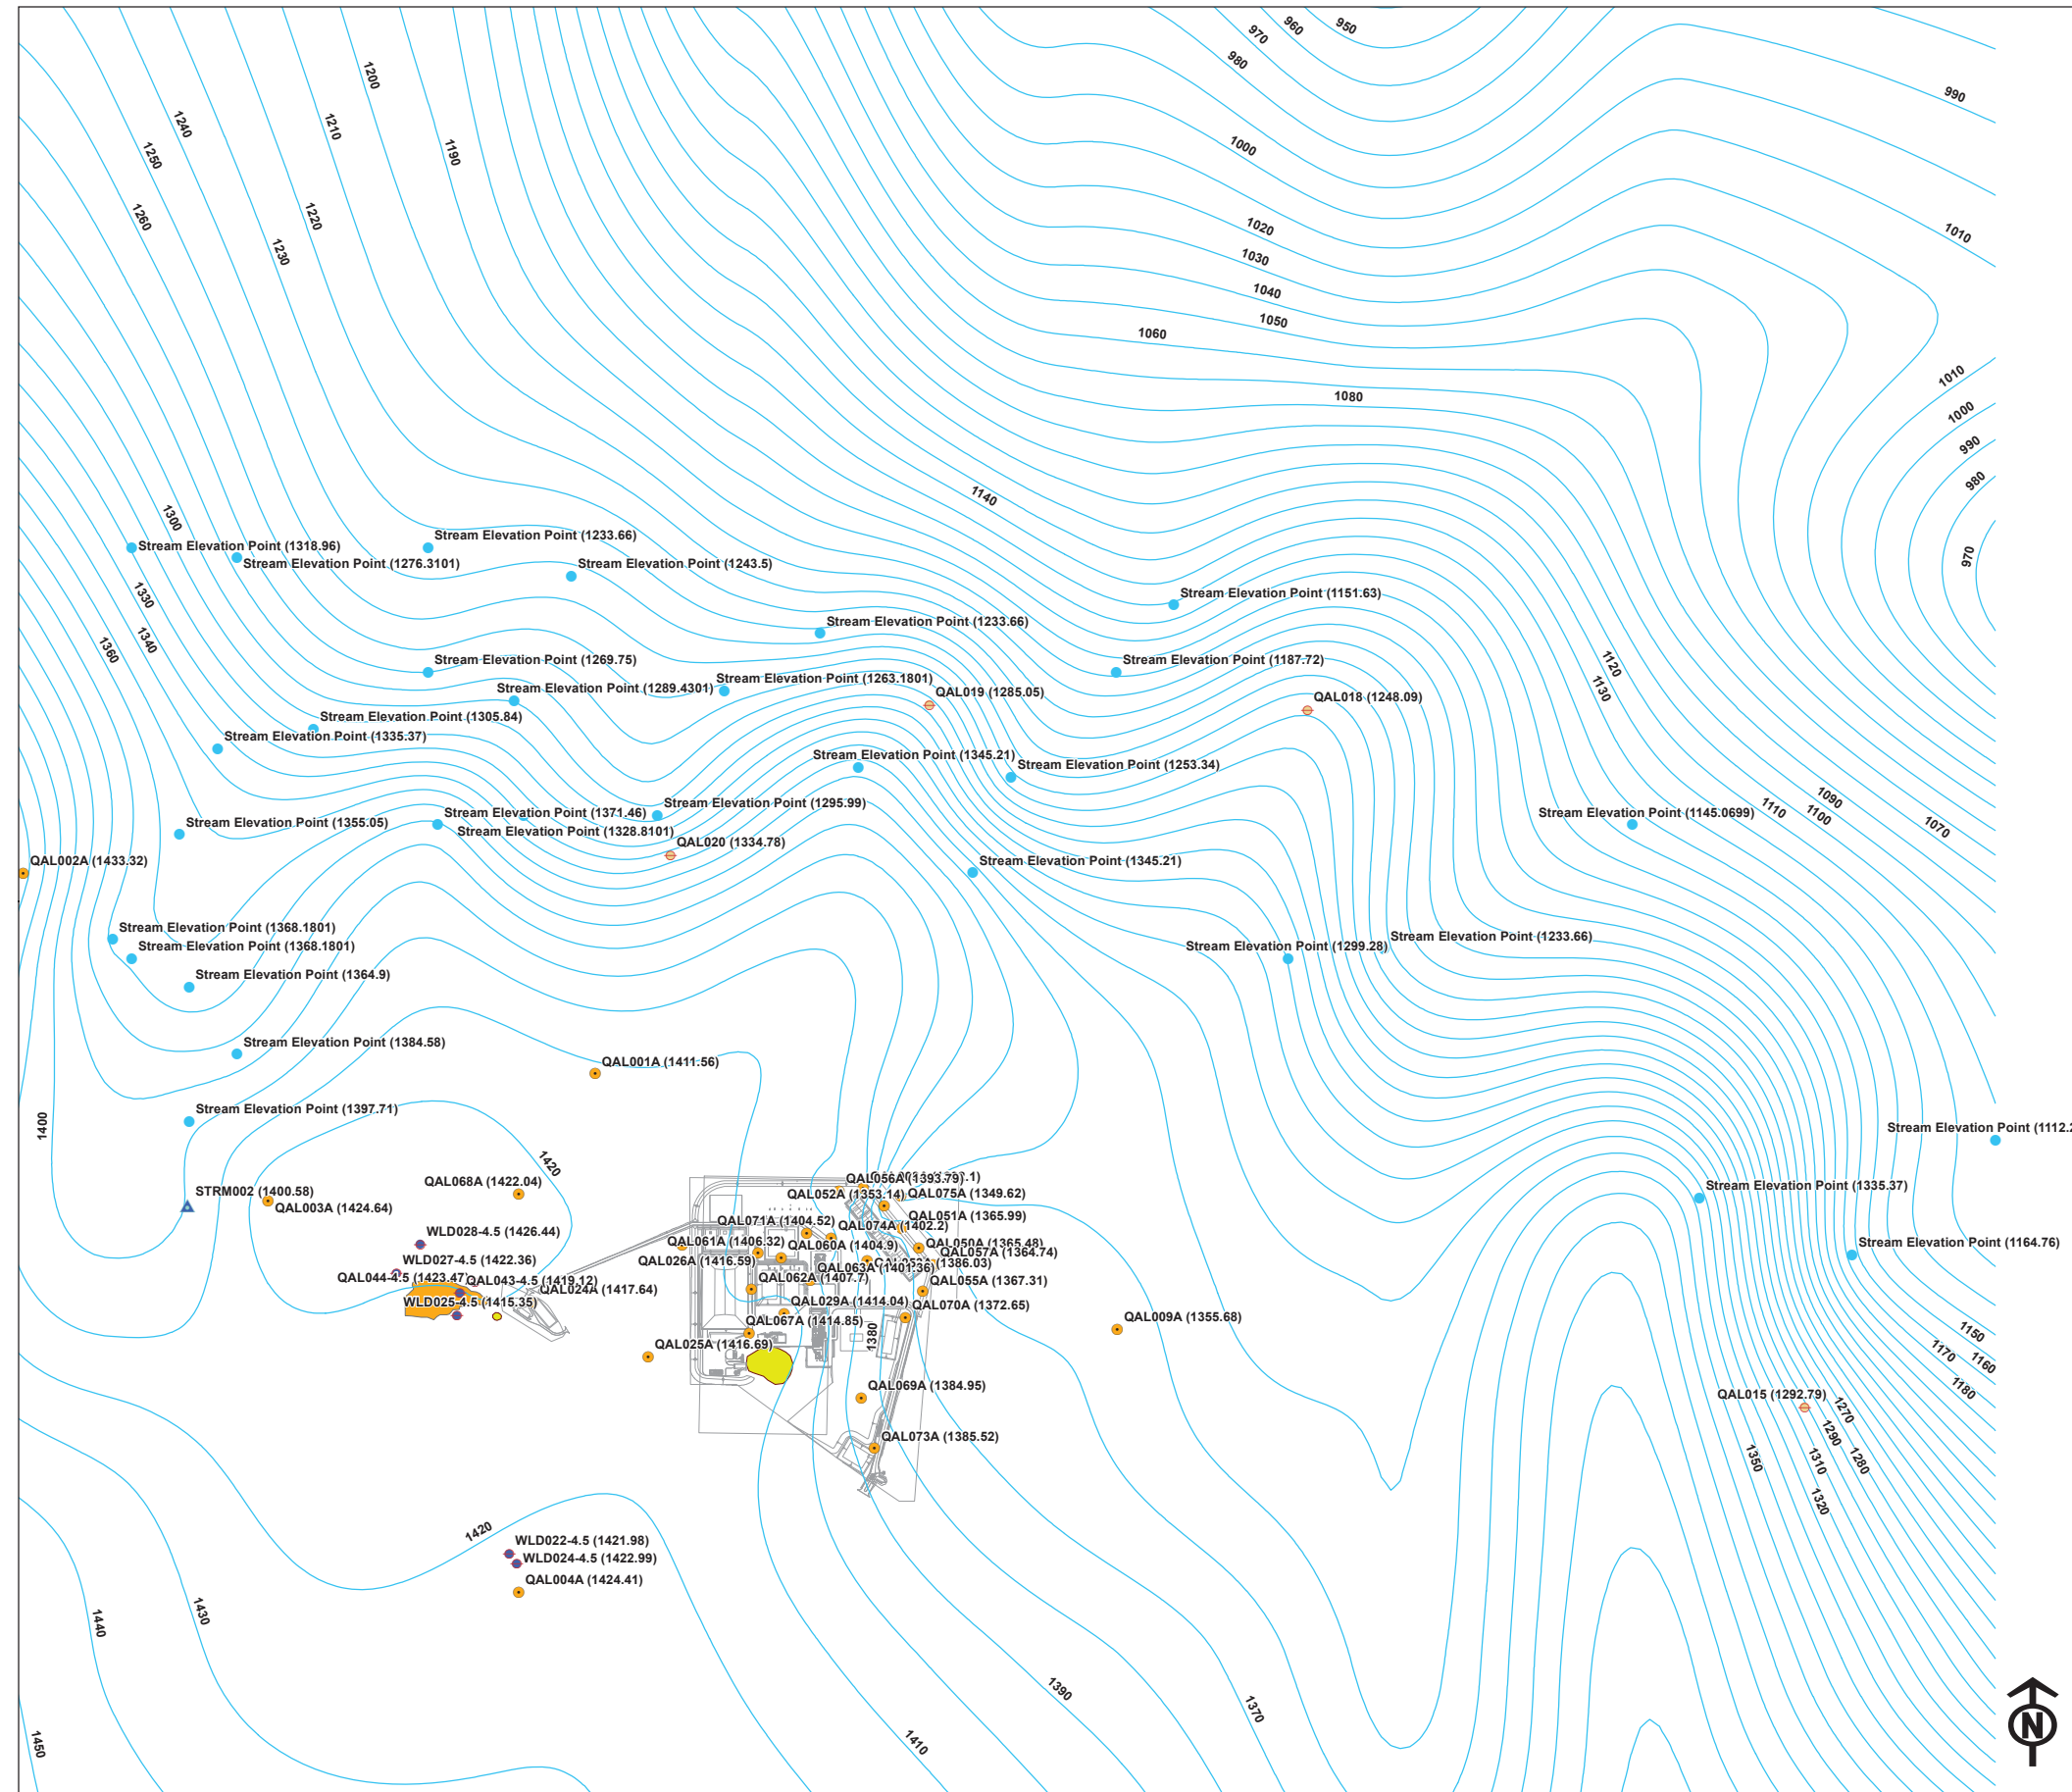 950
960
970
980
990
1200
1240
1210
1250
1190
1000
1260
1220
1020
1010
1230
1030
1040
1050
1060
1010
1080
1000
990
980
1140
1300
970
Stream Elevation Point (1233.66)
Stream Elevation Point (1318.96)
Stream Elevation Point (1276.3101)
Stream Elevation Point (1243.5)
1330
Stream Elevation Point (1151.63)
Stream Elevation Point (1233.66)
1340
1360
Stream Elevation Point (1269.75)
Stream Elevation Point (1187.72)
1120
Stream Elevation Point (1263.1801)
Stream Elevation Point (1289.4301)
QAL019 (1285.05)
QAL018 (1248.09)
1130
Stream Elevation Point (1305.84)
Stream Elevation Point (1335.37)
Stream Elevation Point (1345.21)
Stream Elevation Point (1253.34)
1090
Stream Elevation Point (1295.99)
1110
1100
Stream Elevation Point (1145.0699)
Stream Elevation Point (1371.46)
Stream Elevation Point (1355.05)
1070
Stream Elevation Point (1328.8101)
QAL020 (1334.78)
QAL002A (1433.32)
Stream Elevation Point (1345.21)
Stream Elevation Point (1368.1801)
Stream Elevation Point (1233.66)
Stream Elevation Point (1368.1801)
Stream Elevation Point (1299.28)
Stream Elevation Point (1364.9)
Stream Elevation Point (1384.58)
QAL001A (1411.56)
Stream Elevation Point (1397.71)
1400
Stream Elevation Point (1112.2
1420
QAL068A (1422.04)
QAL056A (1393.79)
STRM002 (1400.58)
QAL052A (1353.14)
QAL075A (1349.62)
Stream Elevation Point (1335.37)
QAL003A (1424.64)
QAL051A (1365.99)
QAL071A (1404.52)
QAL074A (1402.2)
WLD028-4.5 (1426.44)
QAL061A (1406.32)
QAL060A (1404.9)
QAL050A (1365.48)
Stream Elevation Point (1164.76)
QAL057A (1364.74)
WLD027-4.5 (1422.36)
QAL026A (1416.59)
QAL063A (1401.36)
(1386.03)
QAL044-4.5 (1423.47)
QAL043-4.5 (1419.12)
QAL062A (1407.7)
QAL055A (1367.31)
QAL024A (1417.64)
WLD025-4.5 (1415.35)
QAL029A (1414.04)
QAL070A (1372.65)
QAL009A (1355.68)
QAL067A (1414.85)
1380
1150
QAL025A (1416.69)
1170
1160
1180
QAL069A (1384.95)
QAL015 (1292.79)
1270
1290
QAL073A (1385.52)
1350
1310
1280
1320
1420
WLD022-4.5 (1421.98)
WLD024-4.5 (1422.99)
QAL004A (1424.41)
1440
1430
1390
1370
1450
1410
N